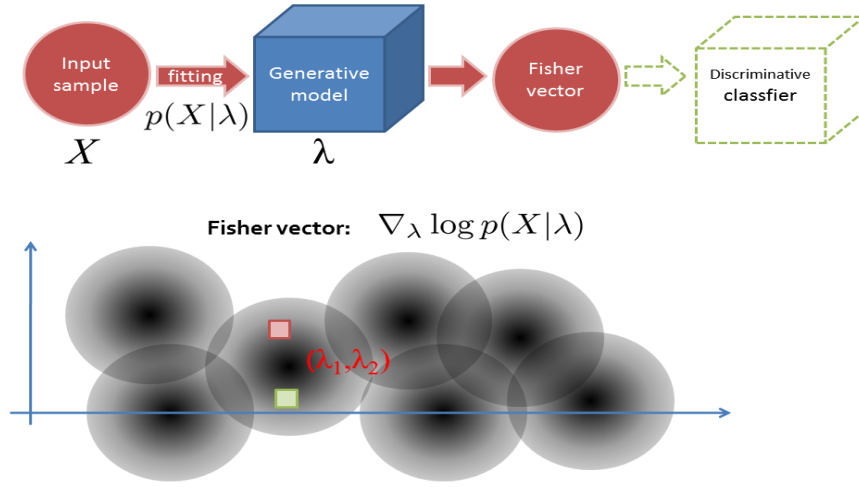 Input
sample
fitting
Generative
model
Fisher
vector
Discriminative
classfier
p(X|λ)
X
λ
Fisher vector: ∇λ log p(X|λ)
(λ1,λ2)